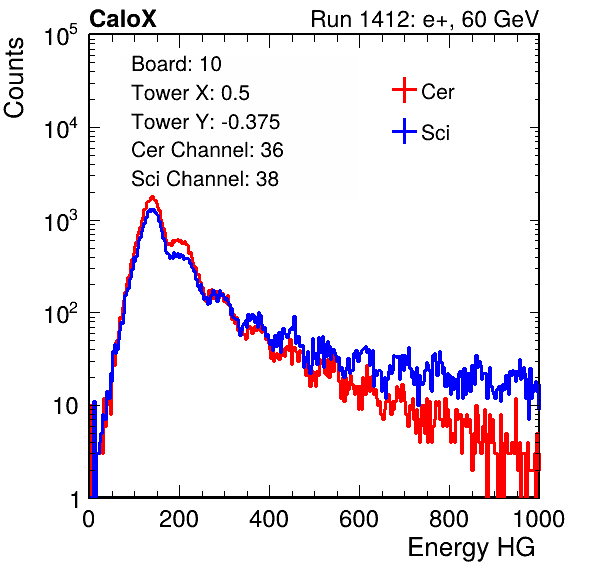 CaloX Run 1412: e+, 60 GeV
Board: 10
Tower X: 0.5
Tower Y: -0.375
Cer Channel: 36
Sci Channel: 38
Cer
Sci
Counts
10^5
10^4
10^3
10^2
10
1
0 200 400 600 800 1000
Energy HG